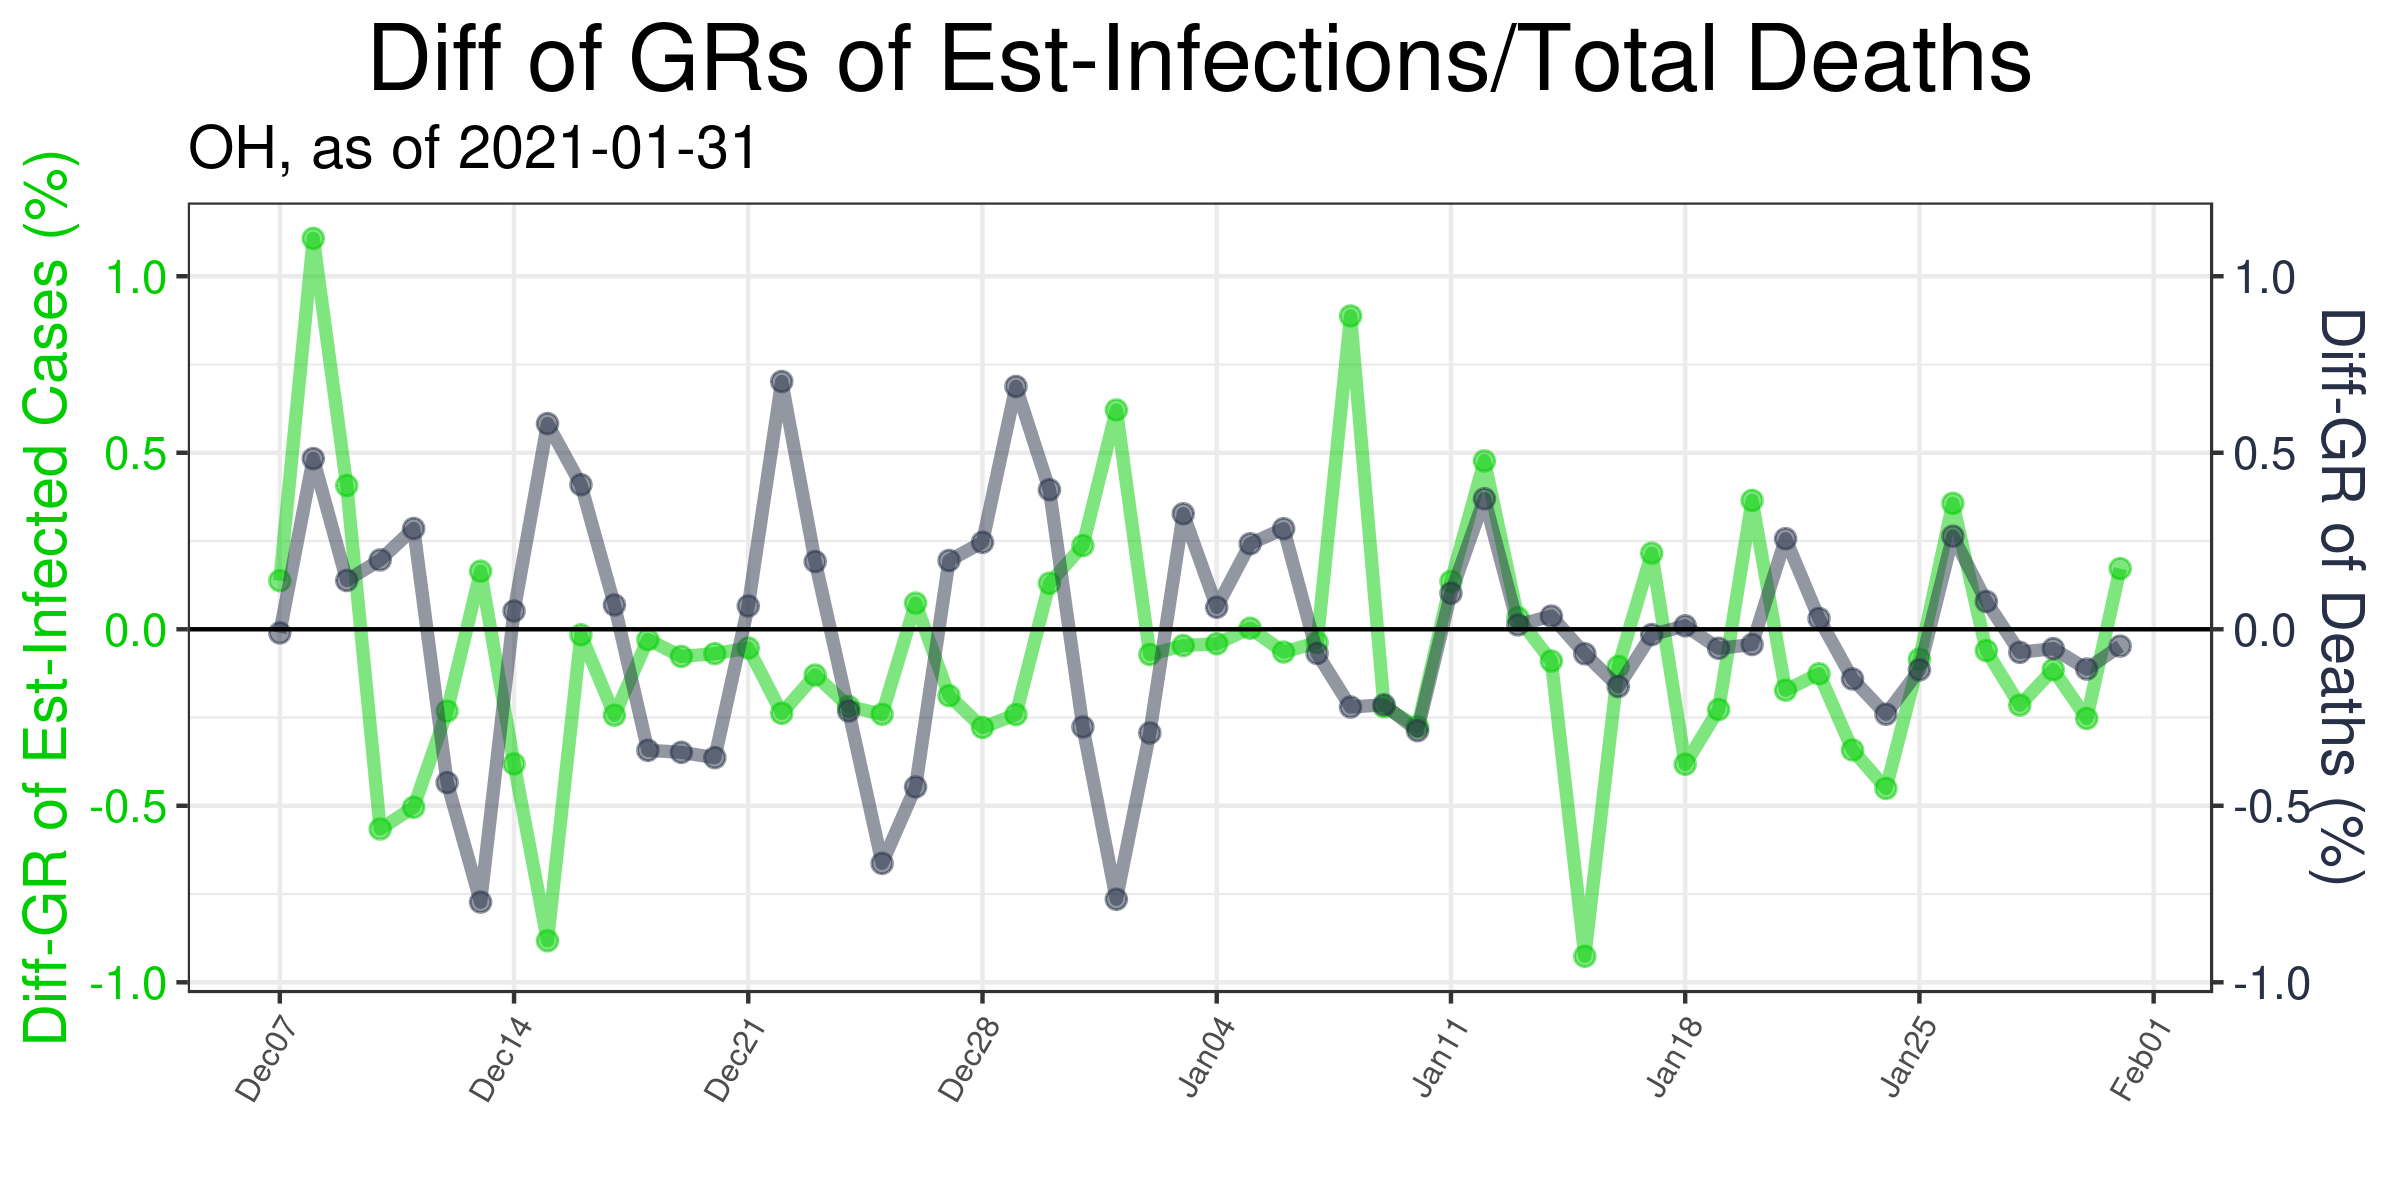 Diff of GRs of Est-Infections/Total Deaths
OH, as of 2021-01-31
Diff-GR of Est-Infected Cases (%)
1.0
0.5
0.0
-0.5
-1.0
1.0
0.5
0.0
-0.5
-1.0
Diff-GR of Deaths (%)
Dec07
Dec14
Dec21
Dec28
Jan04
Jan11
Jan18
Jan25
Feb01